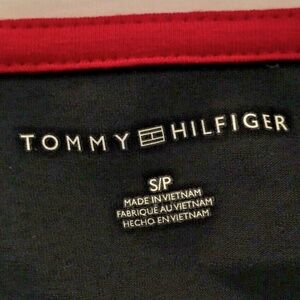 TOMMY HILFIGER
S/P
MADE IN VIETNAM
FABRIQUÉ AU VIETNAM
HECHO EN VIETNAM